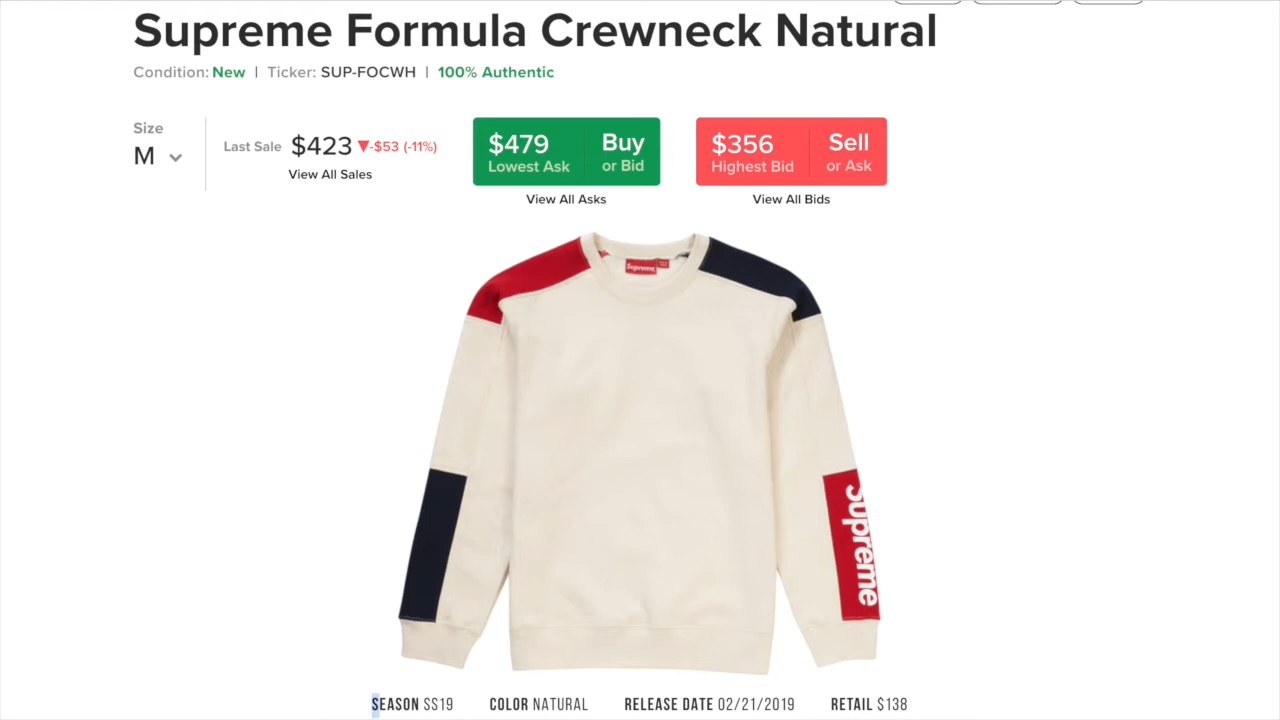 Supreme Formula Crewneck Natural
Condition: New | Ticker: SUP-FOCWH | 100% Authentic
Size
M
Last Sale $423 ▼-$53 (-11%)
View All Sales
$479 Buy
Lowest Ask or Bid
View All Asks
$356 Sell
Highest Bid or Ask
View All Bids
Supreme
Supreme
SEASON SS19 COLOR NATURAL RELEASE DATE 02/21/2019 RETAIL $138